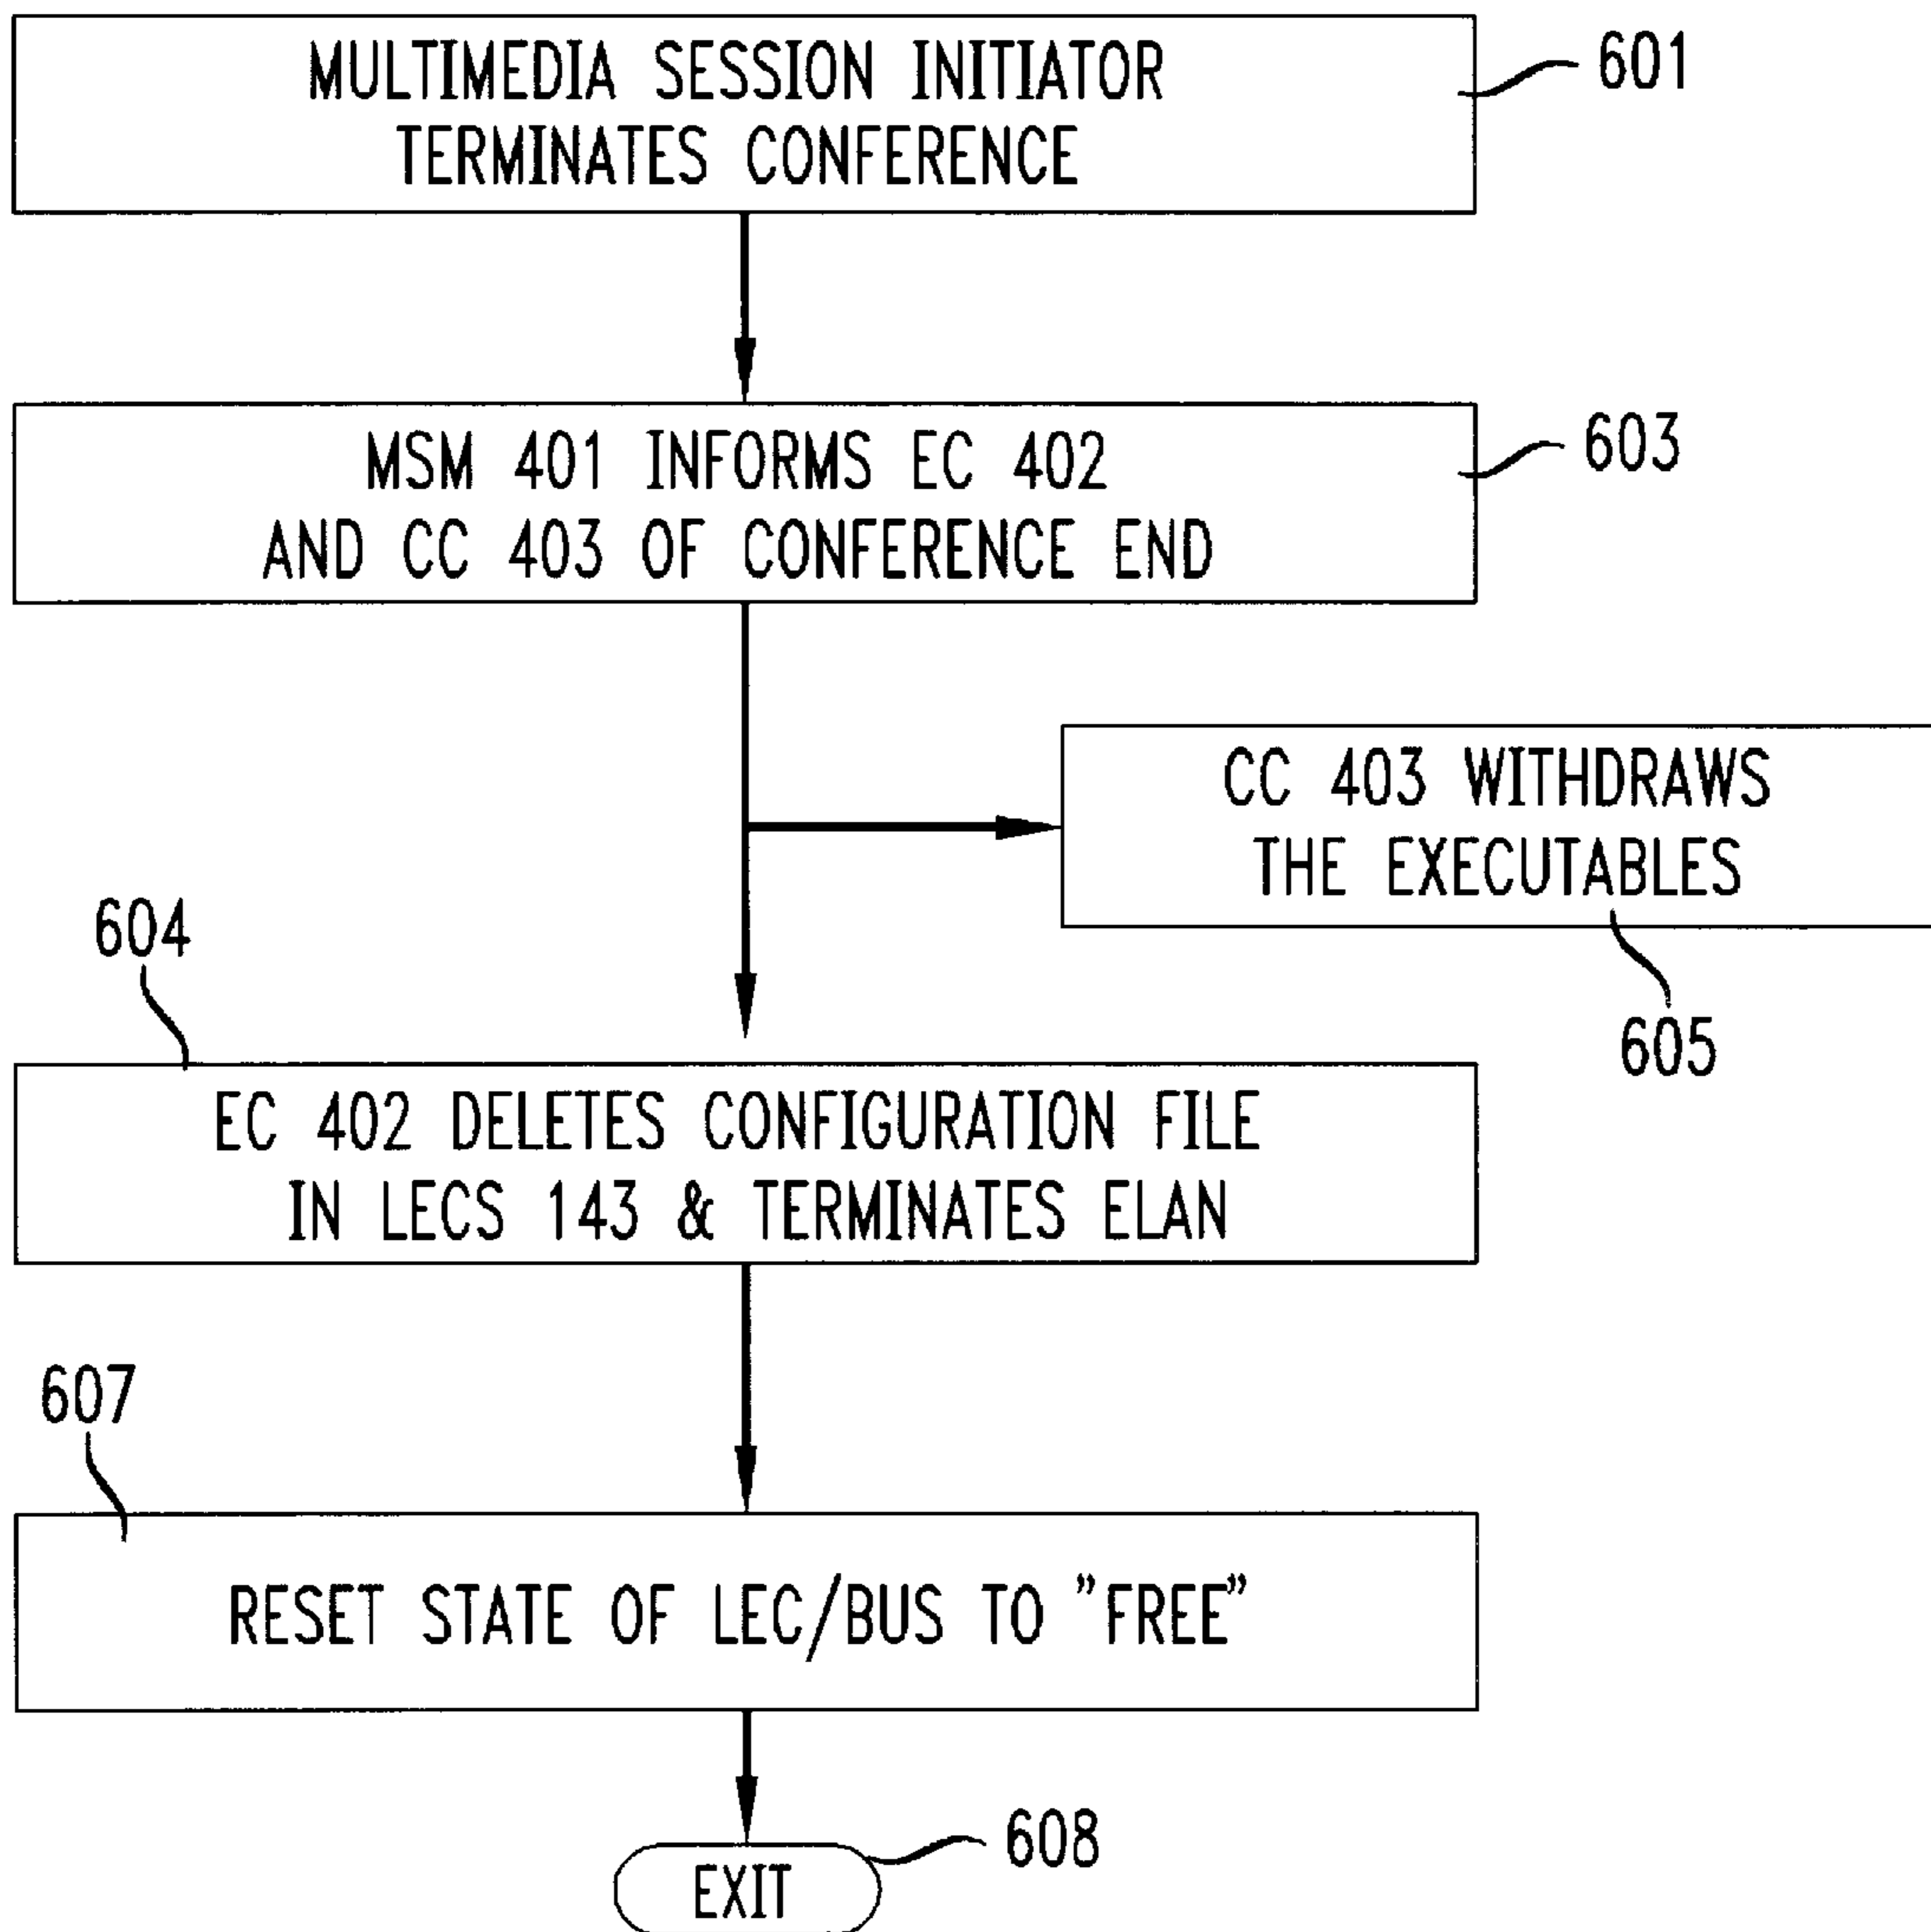 MULTIMEDIA SESSION INITIATOR
TERMINATES CONFERENCE
601
MSM 401 INFORMS EC 402
AND CC 403 OF CONFERENCE END
603
CC 403 WITHDRAWS
THE EXECUTABLES
605
604
EC 402 DELETES CONFIGURATION FILE
IN LECS 143 & TERMINATES ELAN
607
RESET STATE OF LEC/BUS TO "FREE"
608
EXIT